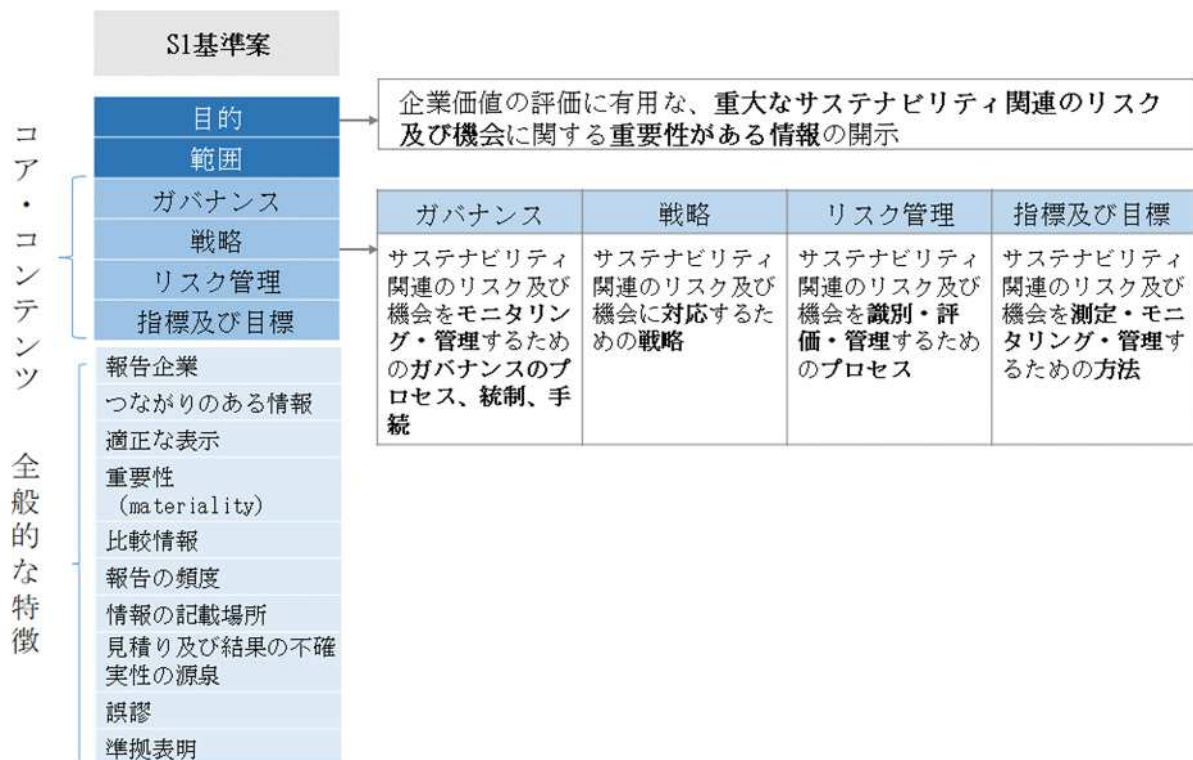 S1基準案
目的
範囲
コア・コンテンツ
ガバナンス
戦略
リスク管理
指標及び目標
全般的な特徴
報告企業
つながりのある情報
適正な表示
重要性
(materiality)
比較情報
報告の頻度
情報の記載場所
見積り及び結果の不確
実性の源泉
誤謬
準拠表明
企業価値の評価に有用な、重大なサステナビリティ関連のリスク
及び機会に関する重要性がある情報の開示
ガバナンス
サステナビリティ
関連のリスク及び
機会をモニタリン
グ・管理するため
のガバナンスのプ
ロセス、統制、手
続
戦略
サステナビリティ
関連のリスク及び
機会に対応するた
めの戦略
リスク管理
サステナビリティ
関連のリスク及び
機会を識別・評
価・管理するため
のプロセス
指標及び目標
サステナビリティ
関連のリスク及び
機会を測定・モニ
タリング・管理す
るための方法